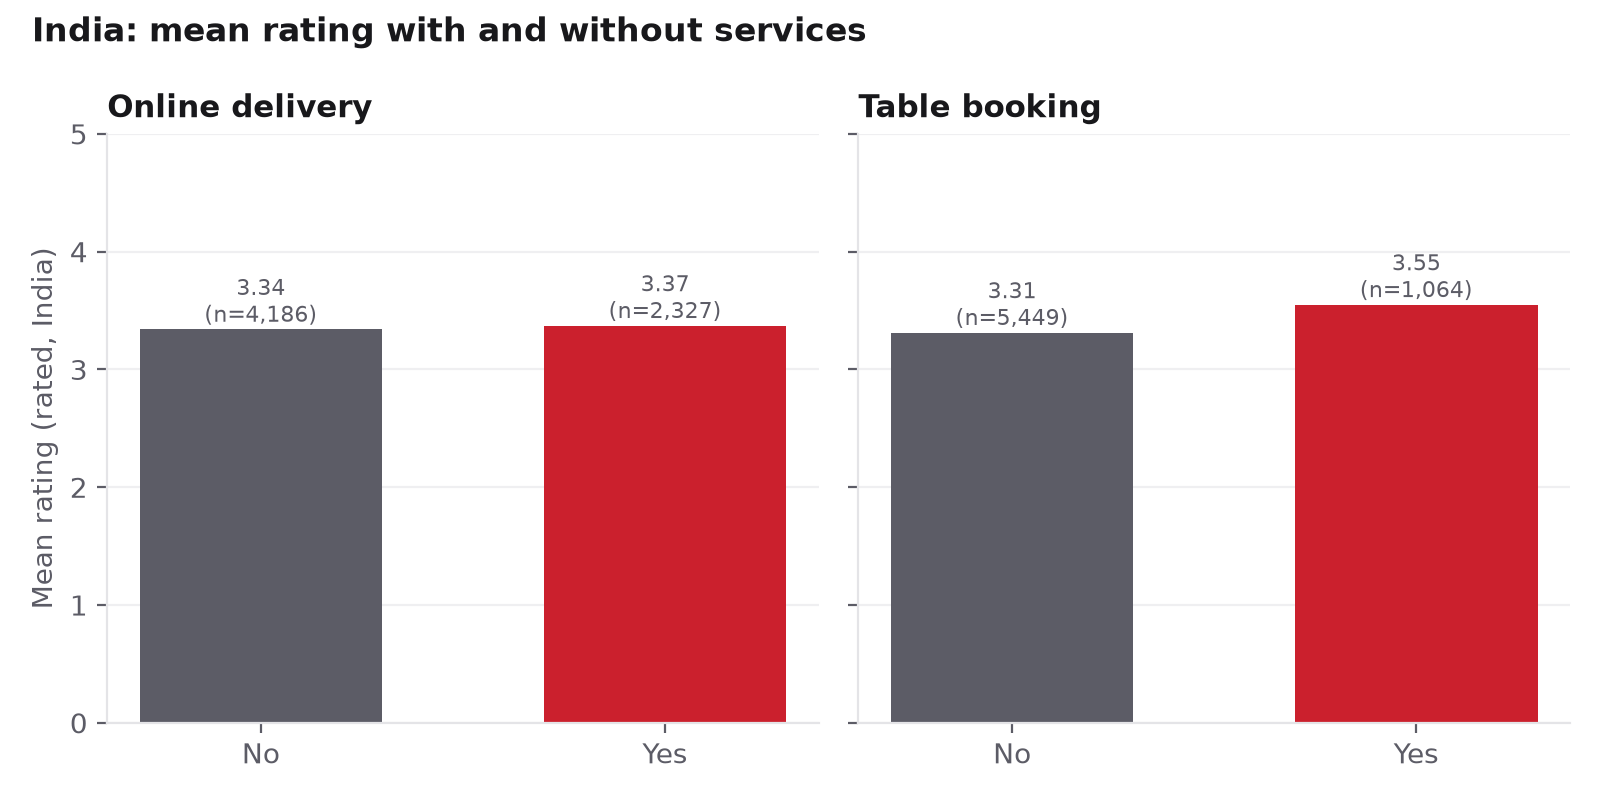 India: mean rating with and without services
Online delivery
Mean rating (rated, India)
5
4
3
2
1
0
3.34
(n=4,186)
3.37
(n=2,327)
No
Yes
Table booking
3.31
(n=5,449)
3.55
(n=1,064)
No
Yes